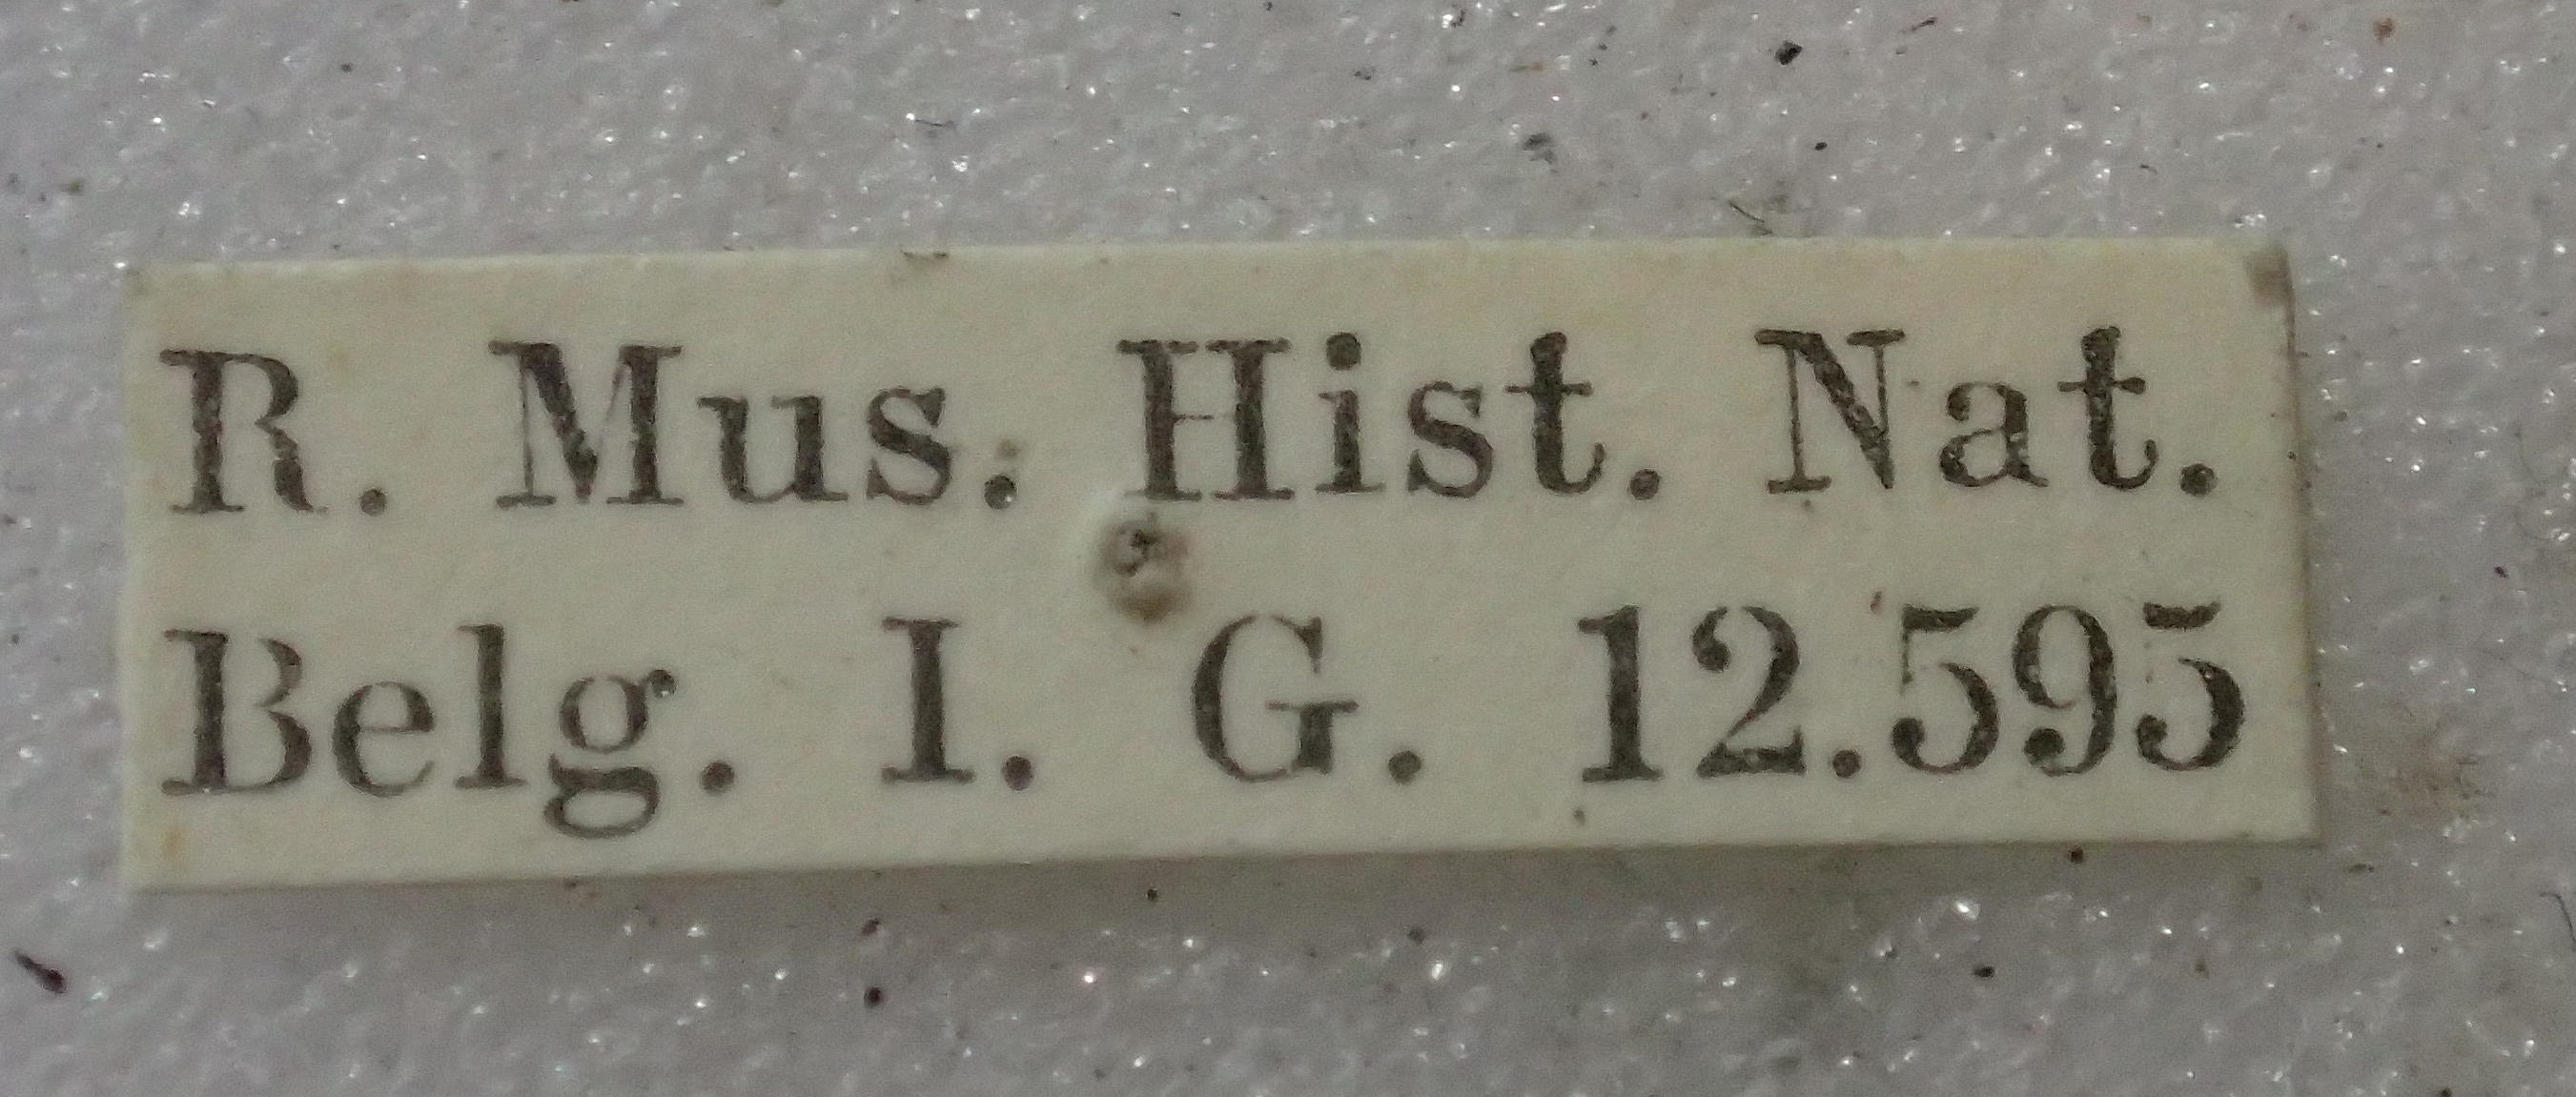 R. Mus. Hist. Nat.
Belg. I. G. 12.595